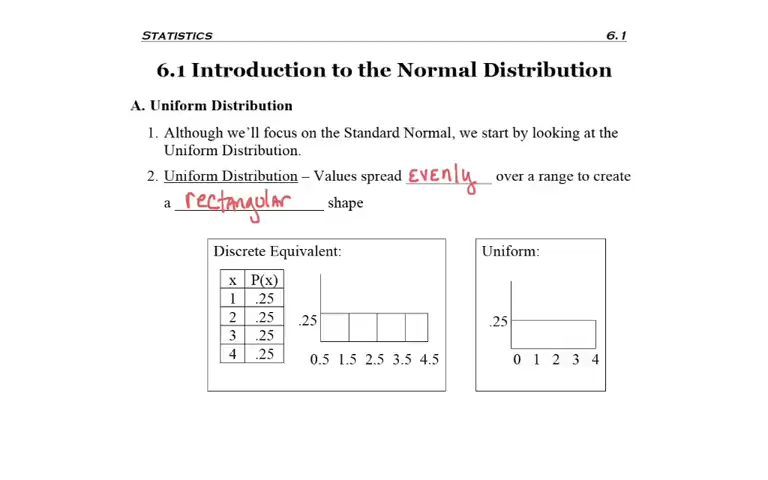 STATISTICS 6.1
6.1 Introduction to the Normal Distribution
A. Uniform Distribution
1. Although we'll focus on the Standard Normal, we start by looking at the
Uniform Distribution.
2. Uniform Distribution – Values spread EVENly over a range to create
a rectangular shape
Discrete Equivalent:
x P(x)
1 .25
2 .25
3 .25
4 .25
.25
0.5 1.5 2.5 3.5 4.5
Uniform:
.25
0 1 2 3 4